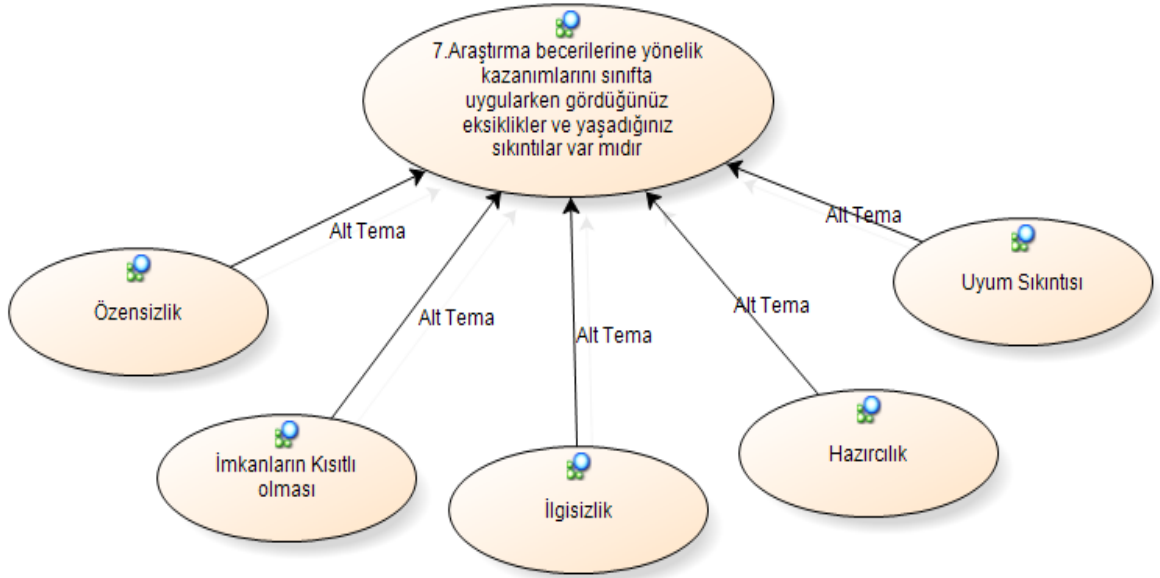 7.Araştırma becerilerine yönelik
kazanımlarını sınıfta
uygularken gördüğünüz
eksiklikler ve yaşadığınız
sıkıntılar var mıdır
Alt Tema
Alt Tema
Alt Tema
Alt Tema
Alt Tema
Özensizlik
İmkanların Kısıtlı
olması
İlgisizlik
Hazırcılık
Uyum Sıkıntısı